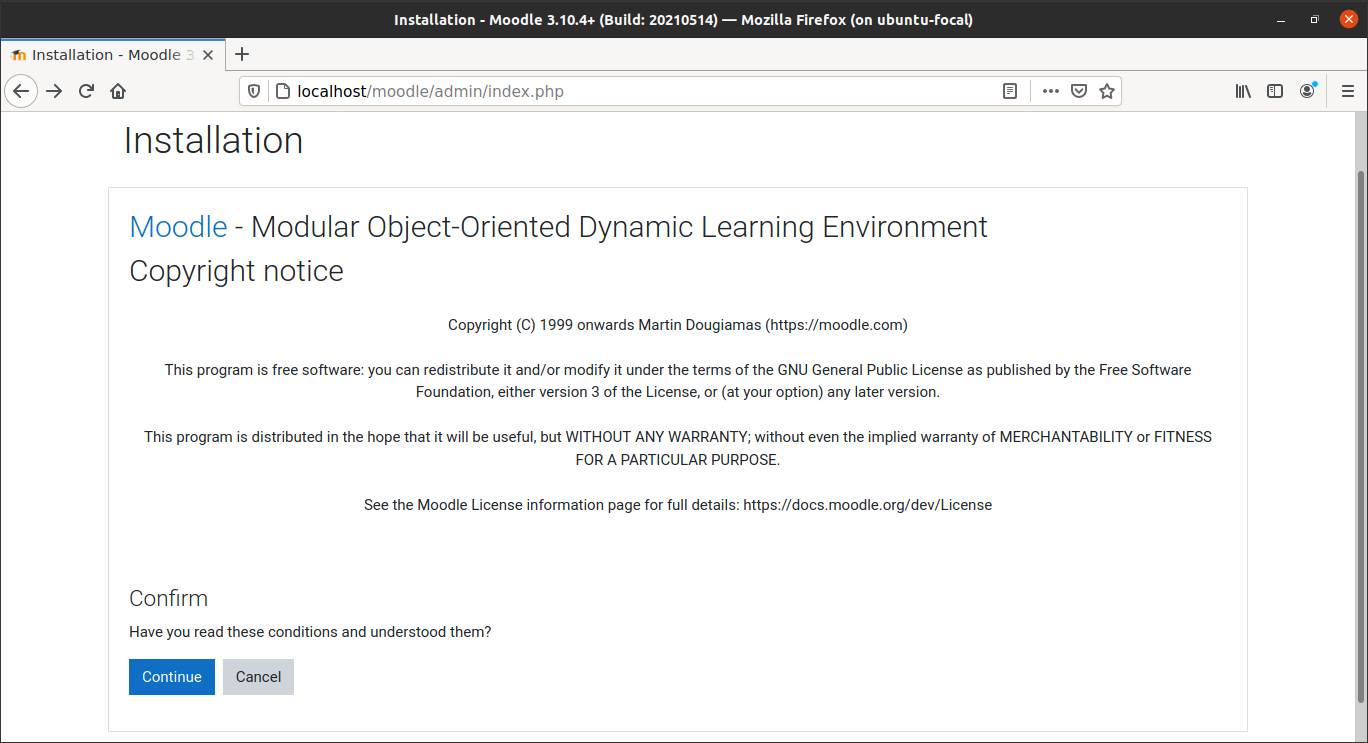 Installation - Moodle 3.10.4+ (Build: 20210514) — Mozilla Firefox (on ubuntu-focal)
Installation - Moodle 3
localhost/moodle/admin/index.php
Installation
Moodle - Modular Object-Oriented Dynamic Learning Environment
Copyright notice
Copyright (C) 1999 onwards Martin Dougiamas (https://moodle.com)
This program is free software: you can redistribute it and/or modify it under the terms of the GNU General Public License as published by the Free Software
Foundation, either version 3 of the License, or (at your option) any later version.
This program is distributed in the hope that it will be useful, but WITHOUT ANY WARRANTY; without even the implied warranty of MERCHANTABILITY or FITNESS
FOR A PARTICULAR PURPOSE.
See the Moodle License information page for full details: https://docs.moodle.org/dev/License
Confirm
Have you read these conditions and understood them?
Continue Cancel